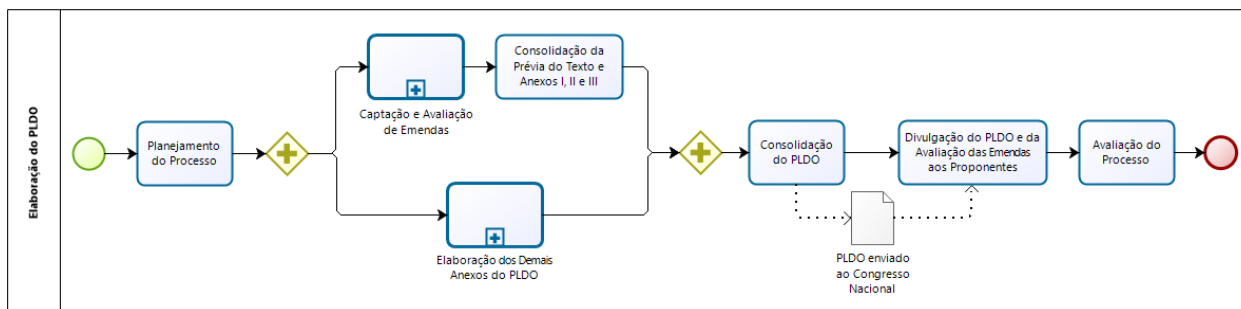 Elaboração do PLDO
Planejamento
do Processo
Captação e Avaliação
de Emendas
Consolidação da
Prévia do Texto e
Anexos I, II e III
Elaboração dos Demais
Anexos do PLDO
Consolidação
do PLDO
Divulgação do PLDO e da
Avaliação das Emendas
aos Proponentes
PLDO enviado
ao Congresso
Nacional
Avaliação do
Processo